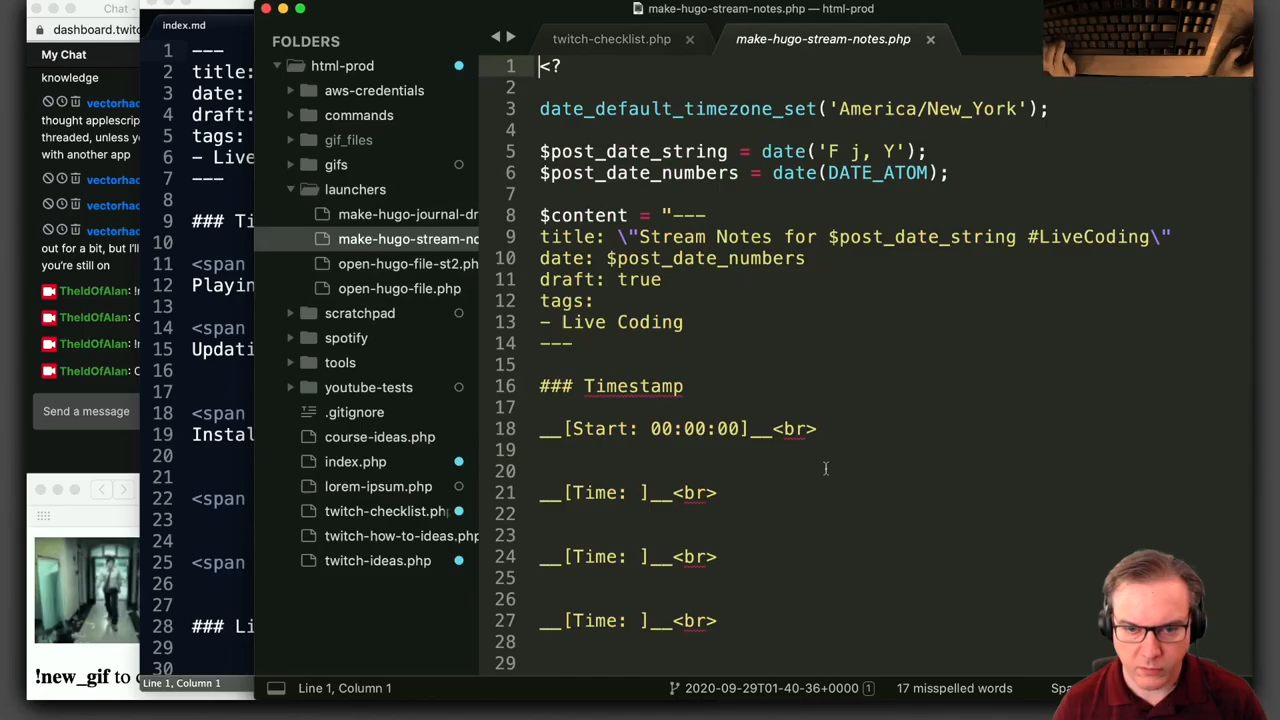 Chat -
dashboard.twitc
My Chat
knowledge
vectorhac
thought applescrip
threaded, unless y
with another app
vectorhac
vectorhac
vectorhac
out for a bit, but I'll
you're still on
TheIdOfAlan: !n
TheIdOfAlan: C
TheIdOfAlan: !n
TheIdOfAlan: C
Send a message
!new_gif to c
index.md
1 ---
2 title:
3 date:
4 draft:
5 tags:
6 - Live
7 ---
8
9 ### Ti
10
11 <span
12 Playin
13
14 <span
15 Updati
16
17
18 <span
19 Instal
20
21
22 <span
23
24
25 <span
26
27
28 ### Li
29
30
Line 1, Column 1
make-hugo-stream-notes.php — html-prod
FOLDERS
html-prod
aws-credentials
commands
gif_files
gifs
launchers
make-hugo-journal-dr
make-hugo-stream-no
open-hugo-file-st2.ph
open-hugo-file.php
scratchpad
spotify
tools
youtube-tests
.gitignore
course-ideas.php
index.php
lorem-ipsum.php
twitch-checklist.php
twitch-how-to-ideas.php
twitch-ideas.php
twitch-checklist.php
make-hugo-stream-notes.php
1 <?
2
3 date_default_timezone_set('America/New_York');
4
5 $post_date_string = date('F j, Y');
6 $post_date_numbers = date(DATE_ATOM);
7
8 $content = "---
9 title: \"Stream Notes for $post_date_string #LiveCoding\"
10 date: $post_date_numbers
11 draft: true
12 tags:
13 - Live Coding
14 ---
15
16 ### Timestamp
17
18 __[Start: 00:00:00]__<br>
19
20
21 __[Time: ]__<br>
22
23
24 __[Time: ]__<br>
25
26
27 __[Time: ]__<br>
28
29
Line 1, Column 1
2020-09-29T01-40-36+0000 1
17 misspelled words
Spa